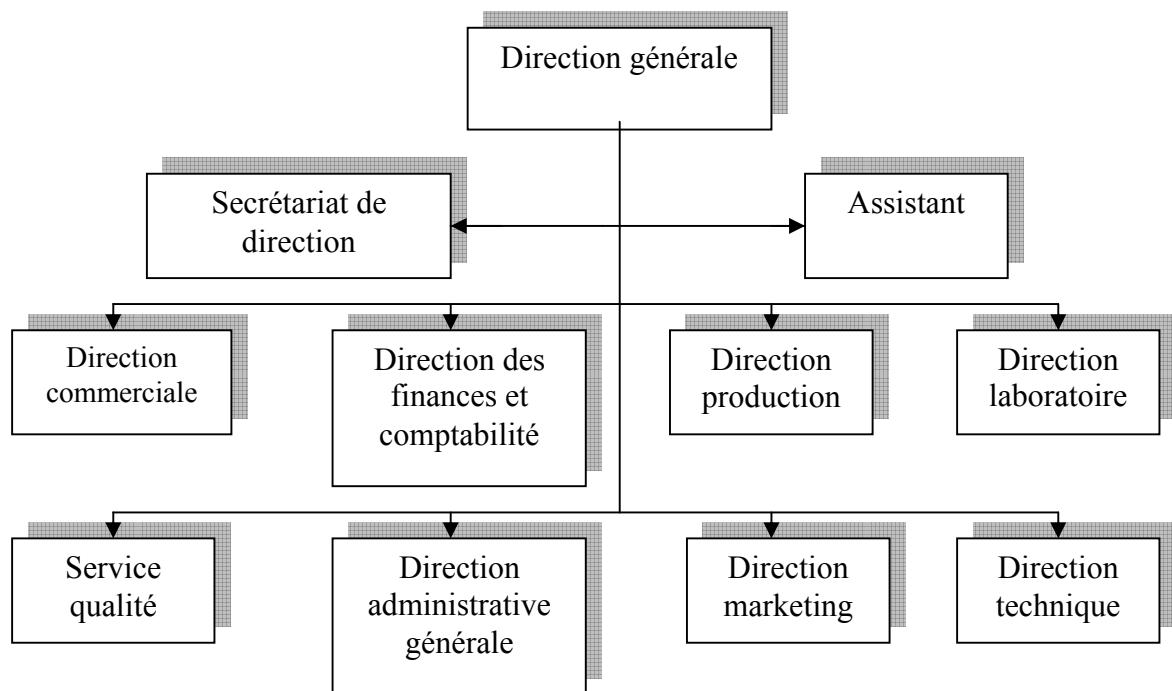 Direction générale
Secrétariat de
direction
Assistant
Direction
commerciale
Direction des
finances et
comptabilité
Direction
production
Direction
laboratoire
Service
qualité
Direction
administrative
générale
Direction
marketing
Direction
technique